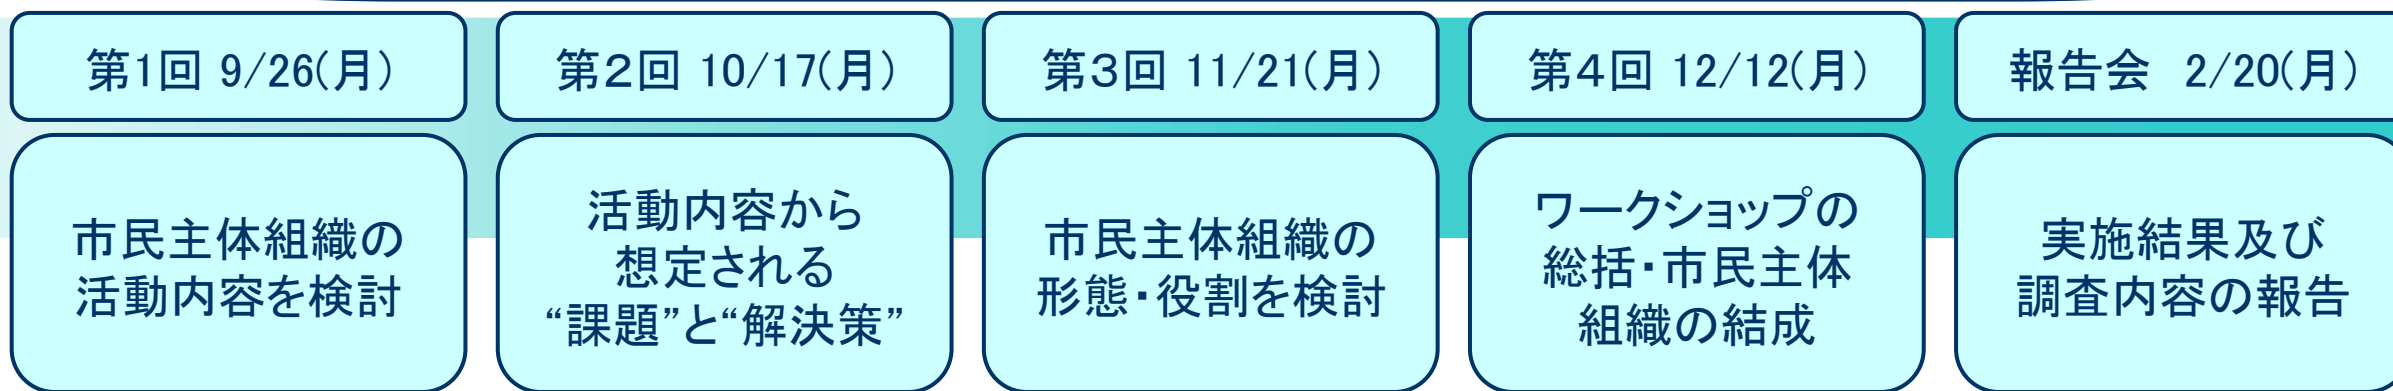 第1回 9/26(月)
市民主体組織の
活動内容を検討
第２回 10/17(月)
活動内容から
想定される
“課題”と“解決策”
第３回 11/21(月)
市民主体組織の
形態・役割を検討
第４回 12/12(月)
ワークショップの
総括・市民主体
組織の結成
報告会　2/20(月)
実施結果及び
調査内容の報告